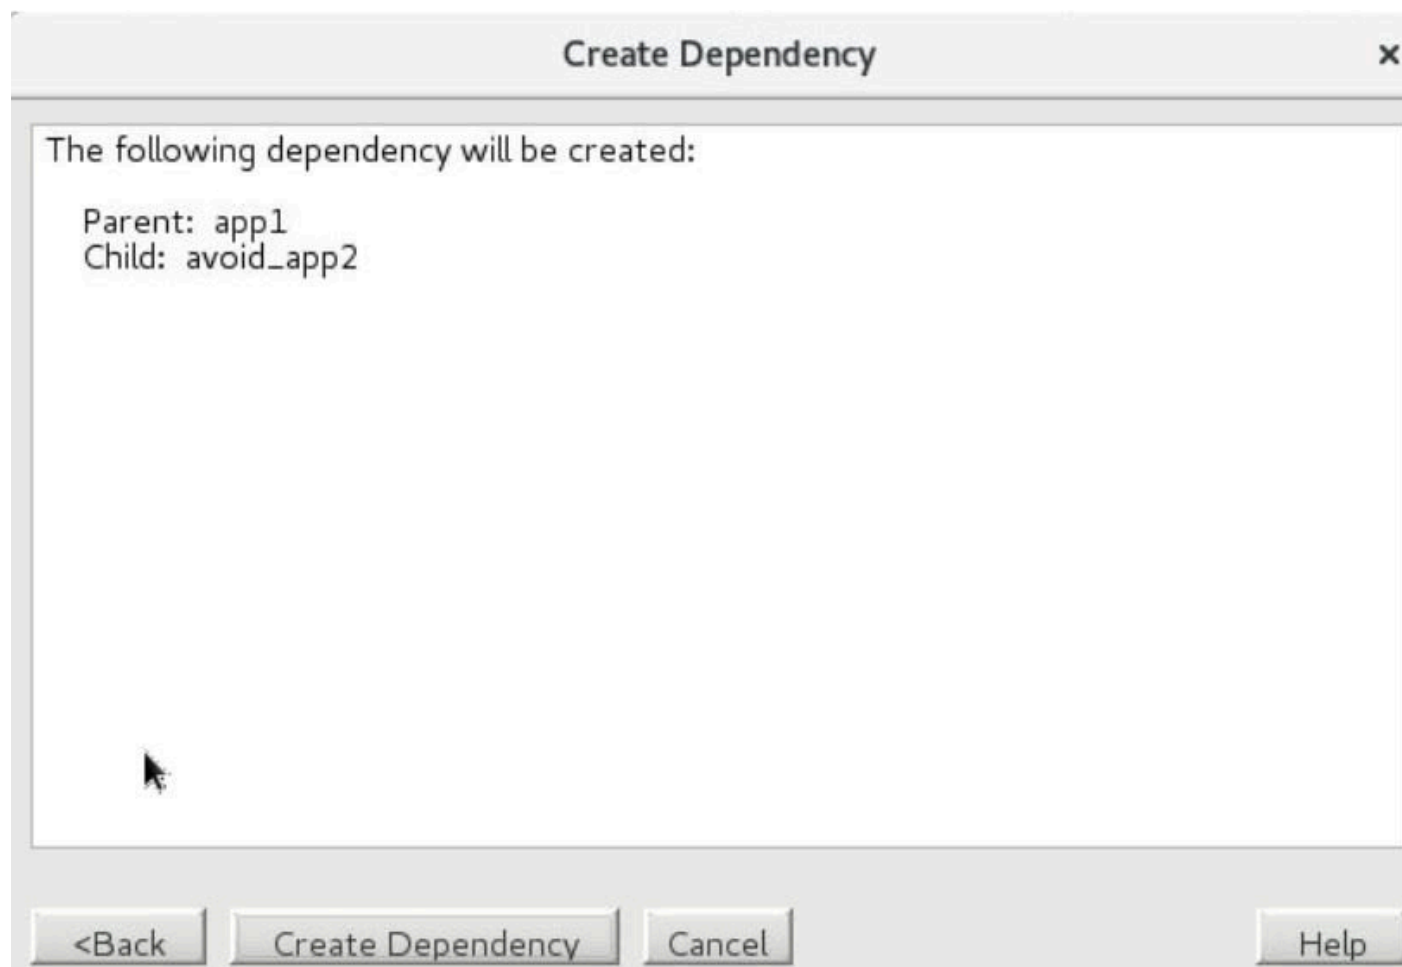 Create Dependency ×
The following dependency will be created:
Parent: app1
Child: avoid_app2
<Back Create Dependency Cancel Help